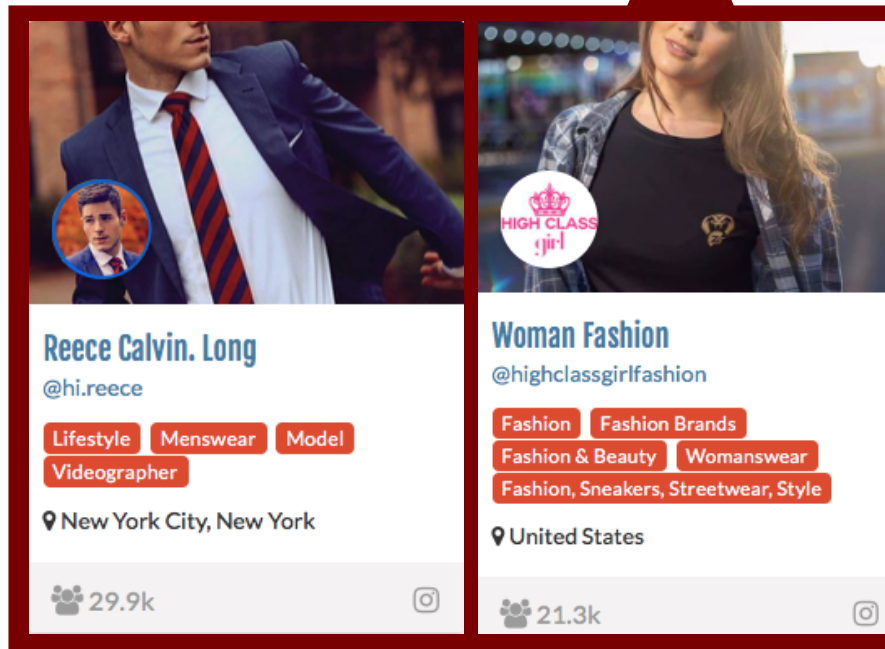 Reece Calvin. Long
@hi.reece
Lifestyle Menswear Model
Videographer
New York City, New York
29.9k
HIGH CLASS
girl
Woman Fashion
@highclassgirlfashion
Fashion Fashion Brands
Fashion & Beauty Womanswear
Fashion, Sneakers, Streetwear, Style
United States
21.3k